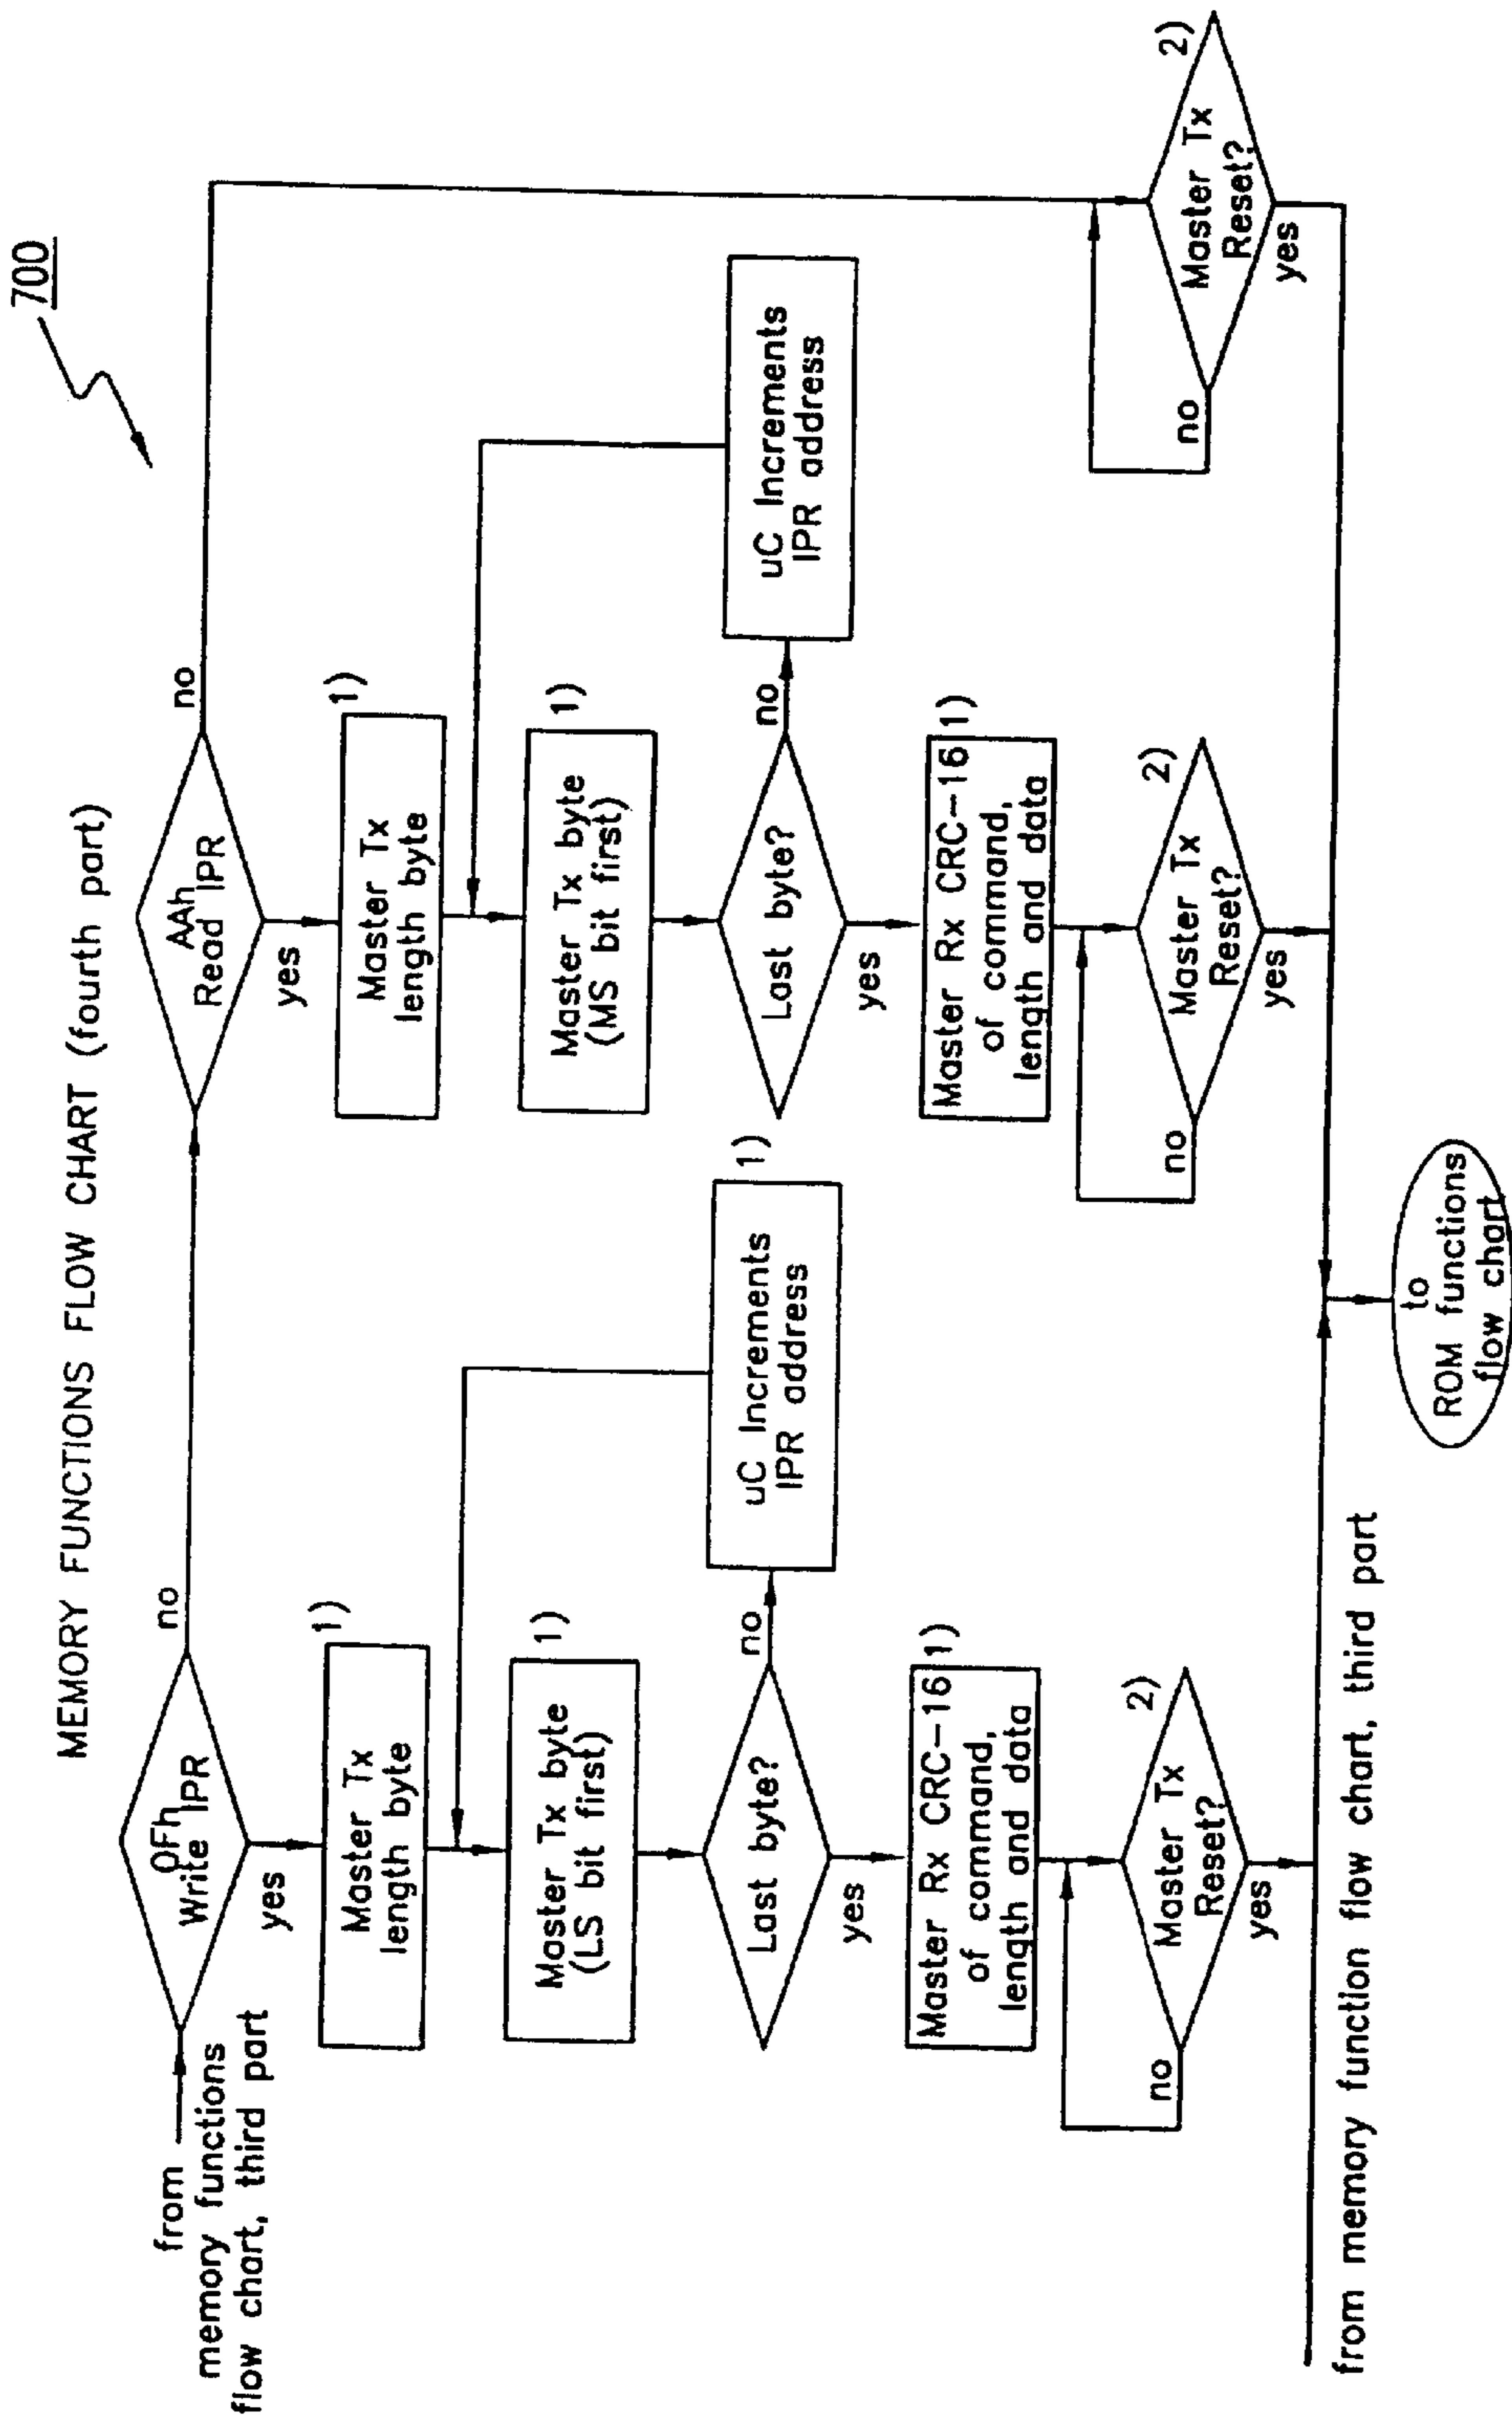 700
MEMORY FUNCTIONS FLOW CHART (fourth part)
from
memory functions
flow chart, third part
OFh
Write IPR
no
yes
Master Tx
length byte
1)
Master Tx byte
(LS bit first)
1)
Last byte?
no
yes
uC Increments
IPR address
1)
Master Rx CRC-16
of command,
length and data
1)
Master Tx
Reset?
2)
no
yes
AAh
Read IPR
no
yes
Master Tx
length byte
1)
Master Tx byte
(MS bit first)
1)
Last byte?
no
yes
uC Increments
IPR address
Master Rx CRC-16
of command,
length and data
1)
Master Tx
Reset?
2)
no
yes
Master Tx
Reset?
2)
no
yes
from memory function flow chart, third part
to
ROM functions
flow chart